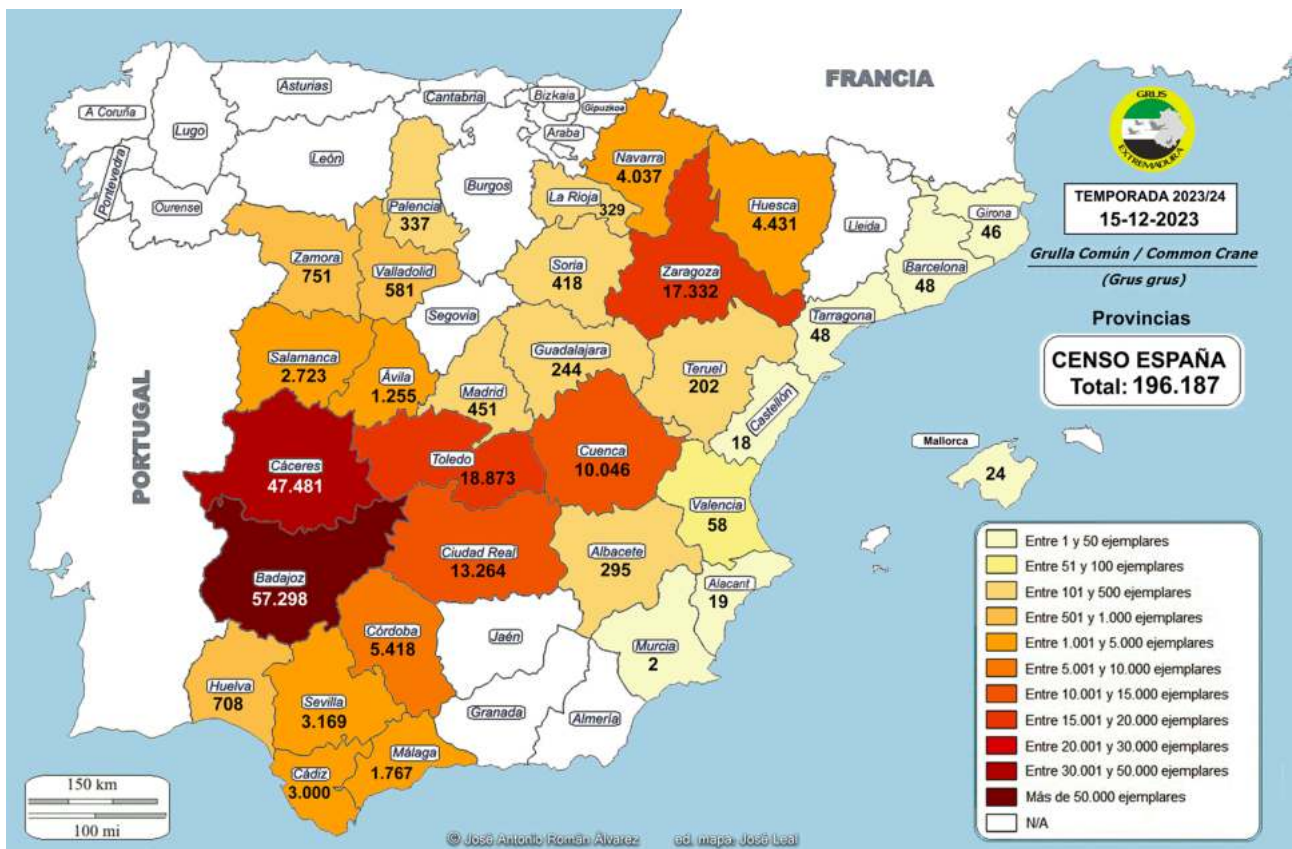 FRANCIA
GRUS
EXTREMADURA
TEMPORADA 2023/24
15-12-2023
Grulla Común / Common Crane
(Grus grus)
Provincias
CENSO ESPAÑA
Total: 196.187
A Coruña
Lugo
Asturias
Cantabria
Bizkaia
Gipuzkoa
Araba
Pontevedra
Ourense
León
Burgos
Palencia
337
La Rioja
329
Navarra
4.037
Huesca
4.431
Lleida
Girona
46
Barcelona
48
Tarragona
48
Zamora
751
Valladolid
581
Soria
418
Zaragoza
17.332
Segovia
Salamanca
2.723
Ávila
1.255
Madrid
451
Guadalajara
244
Teruel
202
Castellón
18
PORTUGAL
Cáceres
47.481
Toledo
18.873
Cuenca
10.046
Valencia
58
Mallorca
24
Badajoz
57.298
Ciudad Real
13.264
Albacete
295
Alacant
19
Murcia
2
Córdoba
5.418
Jaén
Huelva
708
Sevilla
3.169
Granada
Almería
Málaga
1.767
Cádiz
3.000
Entre 1 y 50 ejemplares
Entre 51 y 100 ejemplares
Entre 101 y 500 ejemplares
Entre 501 y 1.000 ejemplares
Entre 1.001 y 5.000 ejemplares
Entre 5.001 y 10.000 ejemplares
Entre 10.001 y 15.000 ejemplares
Entre 15.001 y 20.000 ejemplares
Entre 20.001 y 30.000 ejemplares
Entre 30.001 y 50.000 ejemplares
Más de 50.000 ejemplares
N/A
150 km
100 mi
© José Antonio Román Álvarez ed. mapa: José Leal